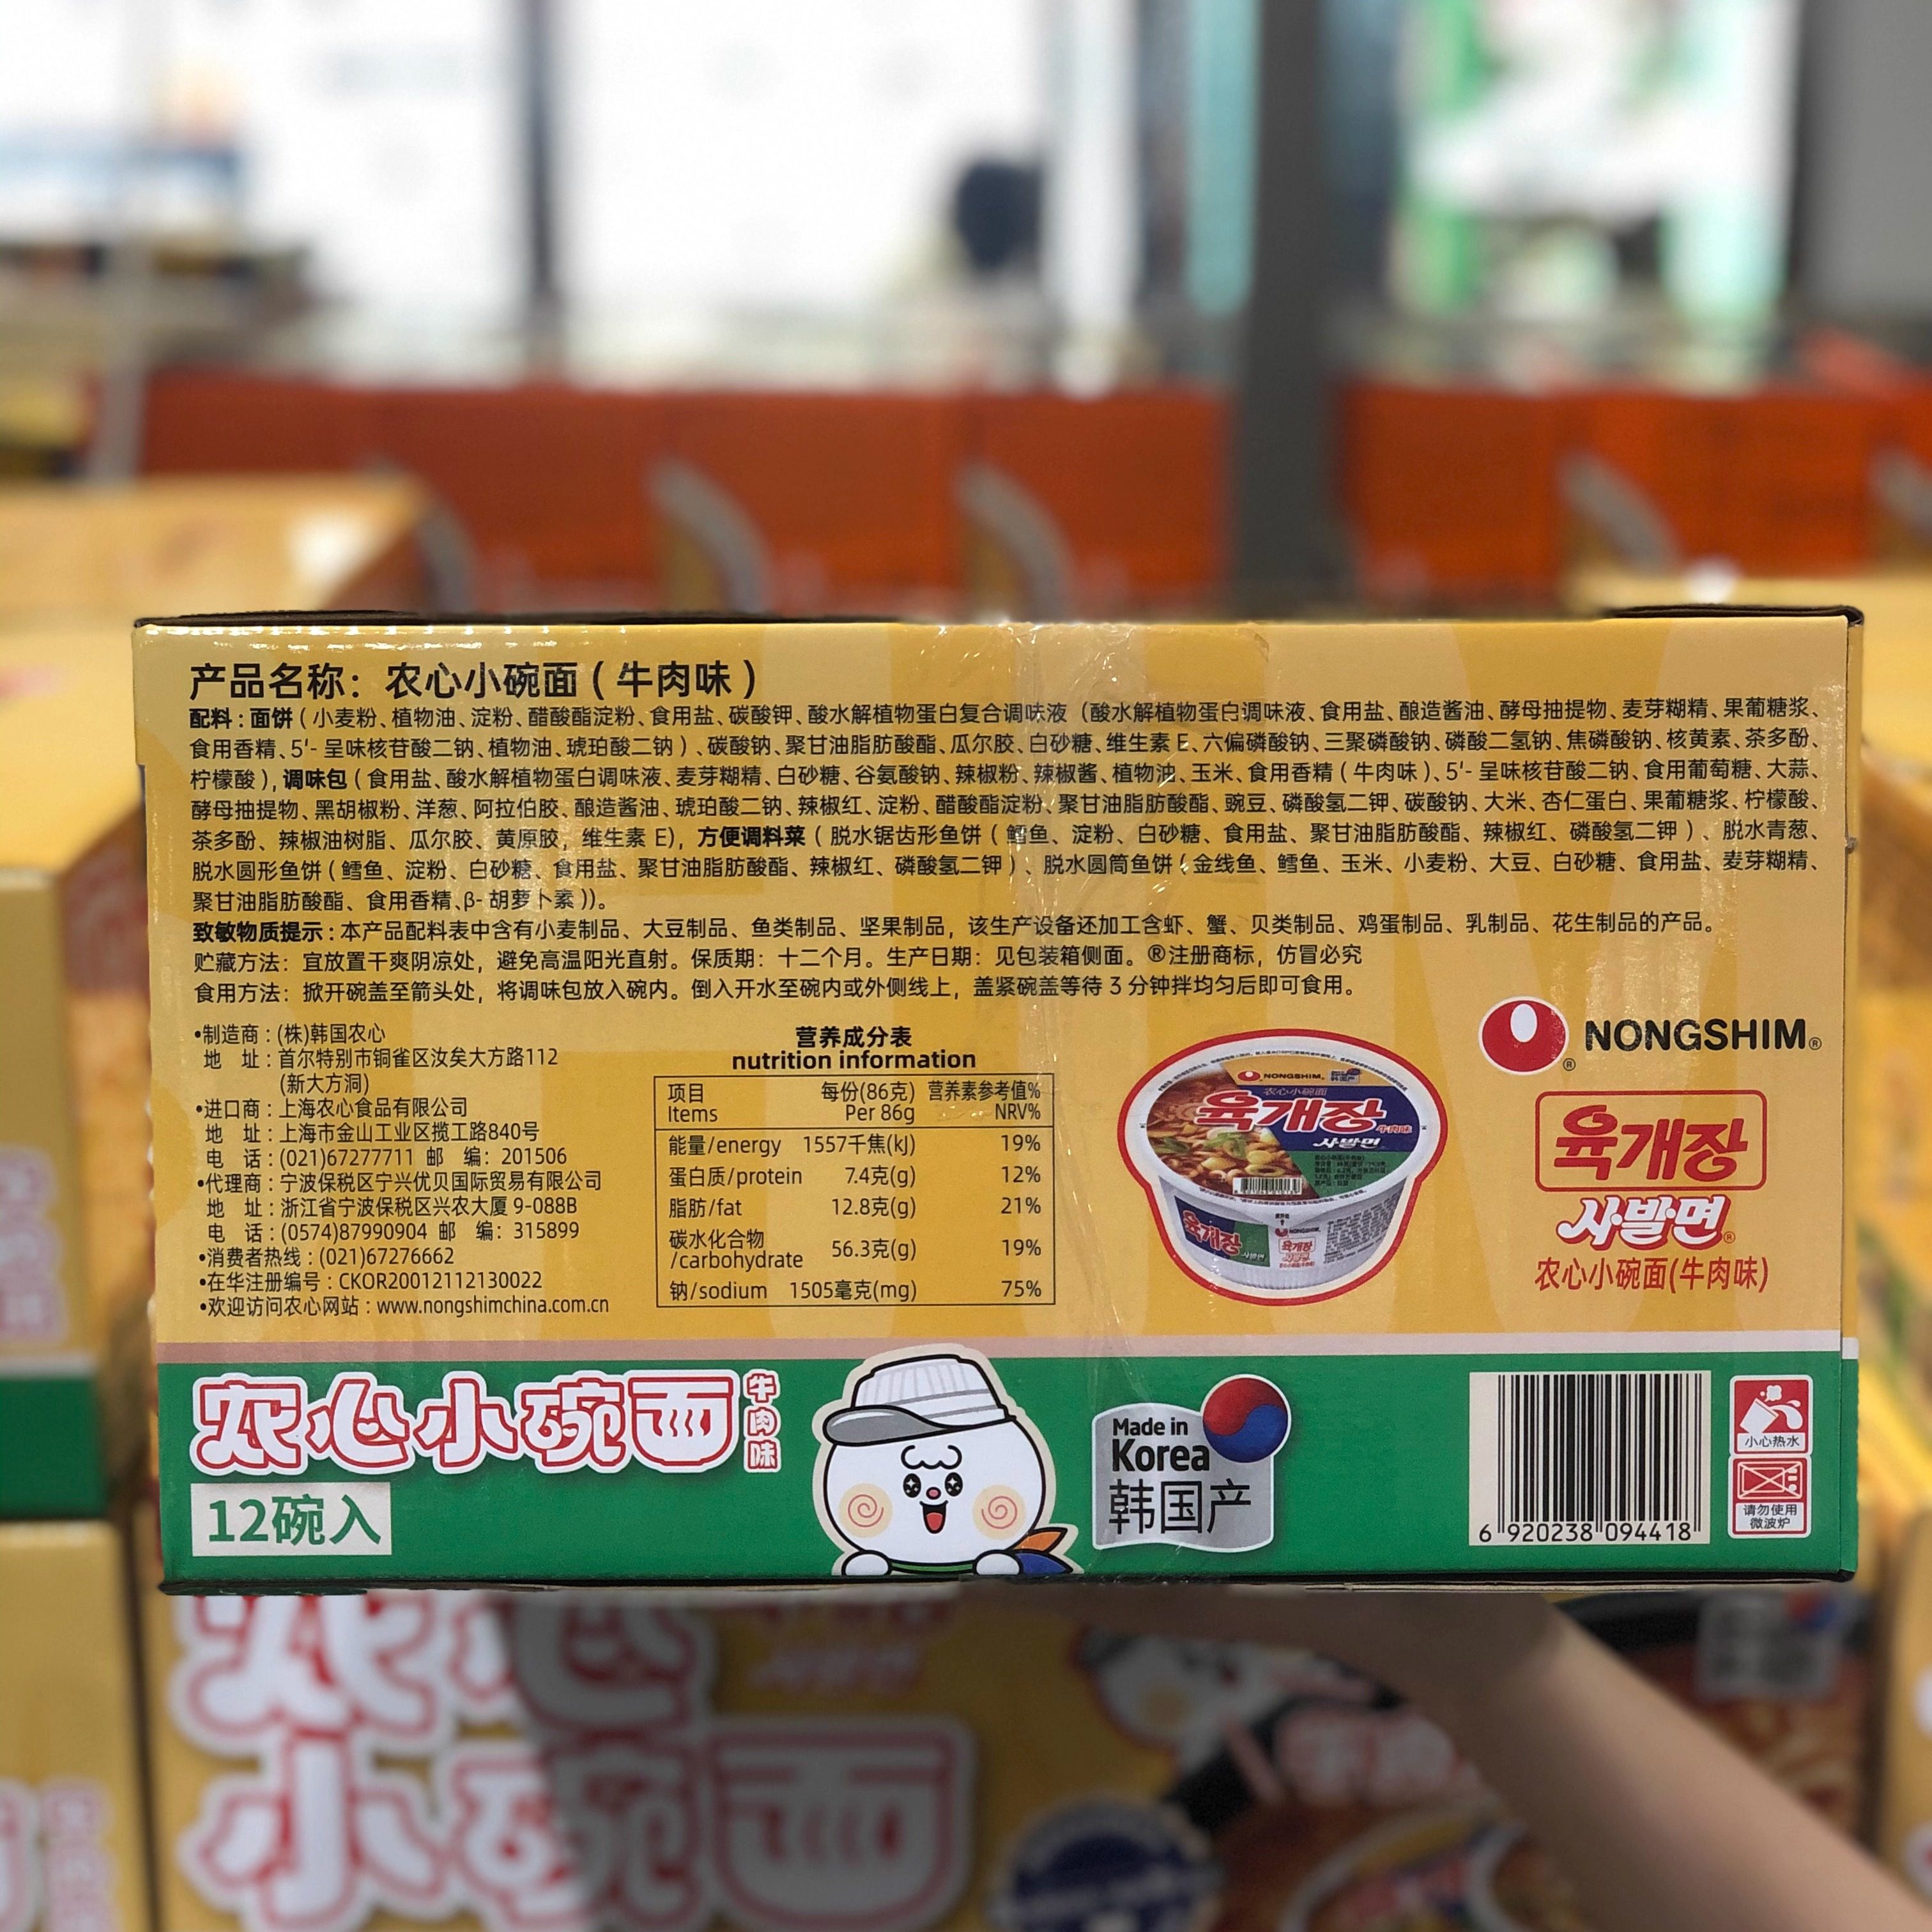 产品名称：农心小碗面（牛肉味）
配料：面饼（小麦粉、植物油、淀粉、醋酸酯淀粉、食用盐、碳酸钾、酸水解植物蛋白复合调味液（酸水解植物蛋白调味液、食用盐、酿造酱油、酵母抽提物、麦芽糊精、果葡糖浆、
食用香精、5'-呈味核苷酸二钠、植物油、琥珀酸二钠）、碳酸钠、聚甘油脂肪酸酯、瓜尔胶、白砂糖、维生素E、六偏磷酸钠、三聚磷酸钠、磷酸二氢钠、焦磷酸钠、核黄素、茶多酚、
柠檬酸），调味包（食用盐、酸水解植物蛋白调味液、麦芽糊精、白砂糖、谷氨酸钠、辣椒粉、辣椒酱、植物油、玉米、食用香精（牛肉味）、5'-呈味核苷酸二钠、食用葡萄糖、大蒜、
酵母抽提物、黑胡椒粉、洋葱、阿拉伯胶、酿造酱油、琥珀酸二钠、辣椒红、淀粉、醋酸酯淀粉、聚甘油脂肪酸酯、豌豆、磷酸氢二钾、碳酸钠、大米、杏仁蛋白、果葡糖浆、柠檬酸、
茶多酚、辣椒油树脂、瓜尔胶、黄原胶，维生素 E），方便调料菜（脱水锯齿形鱼饼（鳕鱼、淀粉、白砂糖、食用盐、聚甘油脂肪酸酯、辣椒红、磷酸氢二钾）、脱水青葱、
脱水圆形鱼饼（鳕鱼、淀粉、白砂糖、食用盐、聚甘油脂肪酸酯、辣椒红、磷酸氢二钾）、脱水圆筒鱼饼（金线鱼、鳕鱼、玉米、小麦粉、大豆、白砂糖、食用盐、麦芽糊精、
聚甘油脂肪酸酯、食用香精、β-胡萝卜素））。
致敏物质提示：本产品配料表中含有小麦制品、大豆制品、鱼类制品、坚果制品，该生产设备还加工含虾、蟹、贝类制品、鸡蛋制品、乳制品、花生制品的产品。
贮藏方法：宜放置干爽阴凉处，避免高温阳光直射。保质期：十二个月。生产日期：见包装箱侧面。®注册商标，仿冒必究
食用方法：掀开碗盖至箭头处，将调味包放入碗内。倒入开水至碗内或外侧线上，盖紧碗盖等待 3 分钟拌均匀后即可食用。
•制造商：(株)韩国农心
地 址：首尔特别市铜雀区汝矣大方路112
(新大方洞)
•进口商：上海农心食品有限公司
地 址：上海市金山工业区揽工路840号
电 话：(021)67277711 邮 编：201506
•代理商：宁波保税区宁兴优贝国际贸易有限公司
地 址：浙江省宁波保税区兴农大厦 9-088B
电 话：(0574)87990904 邮 编：315899
•消费者热线：(021)67276662
•在华注册编号：CKOR20012112130022
•欢迎访问农心网站：www.nongshimchina.com.cn
营养成分表
nutrition information
项目 每份(86克) 营养素参考值%
Items Per 86g NRV%
能量/energy 1557千焦(kJ) 19%
蛋白质/protein 7.4克(g) 12%
脂肪/fat 12.8克(g) 21%
碳水化合物
/carbohydrate 56.3克(g) 19%
钠/sodium 1505毫克(mg) 75%
NONGSHIM.
农心小碗面
육개장 牛肉味
사발면
육개장
NONGSHIM®
®
육개장
사발면®
农心小碗面(牛肉味)
农心小碗面 牛肉味
12碗入
Made in
Korea
韩国产
6 920238 094418
小心热水
请勿使用
微波炉
农心
小碗面